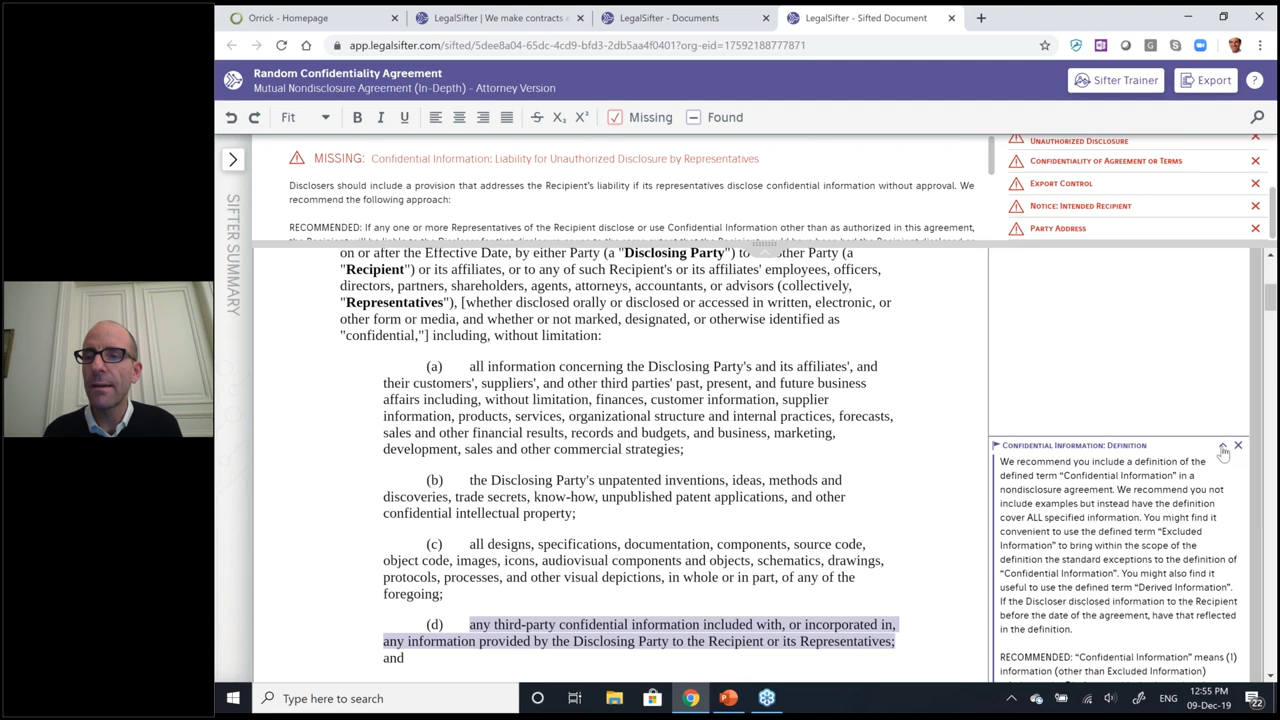 Orrick - Homepage
LegalSifter | We make contracts e
LegalSifter - Documents
LegalSifter - Sifted Document
app.legalsifter.com/sifted/5dee8a04-65dc-4cd9-bfd3-2db5aa4f0401?org-eid=17592188777871
Random Confidentiality Agreement
Mutual Nondisclosure Agreement (In-Depth) - Attorney Version
Sifter Trainer
Export
?
Fit
B I U
X₂ X²
Missing
Found
SIFTER SUMMARY
MISSING: Confidential Information: Liability for Unauthorized Disclosure by Representatives
Disclosers should include a provision that addresses the Recipient's liability if its representatives disclose confidential information without approval. We
recommend the following approach:
RECOMMENDED: If any one or more Representatives of the Recipient disclose or use Confidential Information other than as authorized in this agreement,
UNAUTHORIZED DISCLOSURE
CONFIDENTIALITY OF AGREEMENT OR TERMS
EXPORT CONTROL
NOTICE: INTENDED RECIPIENT
PARTY ADDRESS
on or after the Effective Date, by either Party (a "Disclosing Party") to other Party (a
"Recipient") or its affiliates, or to any of such Recipient's or its affiliates' employees, officers,
directors, partners, shareholders, agents, attorneys, accountants, or advisors (collectively,
"Representatives"), [whether disclosed orally or disclosed or accessed in written, electronic, or
other form or media, and whether or not marked, designated, or otherwise identified as
"confidential,"] including, without limitation:
(a) all information concerning the Disclosing Party's and its affiliates', and
their customers', suppliers', and other third parties' past, present, and future business
affairs including, without limitation, finances, customer information, supplier
information, products, services, organizational structure and internal practices, forecasts,
sales and other financial results, records and budgets, and business, marketing,
development, sales and other commercial strategies;
(b) the Disclosing Party's unpatented inventions, ideas, methods and
discoveries, trade secrets, know-how, unpublished patent applications, and other
confidential intellectual property;
(c) all designs, specifications, documentation, components, source code,
object code, images, icons, audiovisual components and objects, schematics, drawings,
protocols, processes, and other visual depictions, in whole or in part, of any of the
foregoing;
(d) any third-party confidential information included with, or incorporated in,
any information provided by the Disclosing Party to the Recipient or its Representatives;
and
CONFIDENTIAL INFORMATION: DEFINITION
We recommend you include a definition of the
defined term "Confidential Information" in a
nondisclosure agreement. We recommend you not
include examples but instead have the definition
cover ALL specified information. You might find it
convenient to use the defined term "Excluded
Information" to bring within the scope of the
definition the standard exceptions to the definition of
"Confidential Information". You might also find it
useful to use the defined term "Derived Information".
If the Discloser disclosed information to the Recipient
before the date of the agreement, have that reflected
in the definition.
RECOMMENDED: "Confidential Information" means (I)
information (other than Excluded Information)
Type here to search
ENG
12:55 PM
09-Dec-19
22